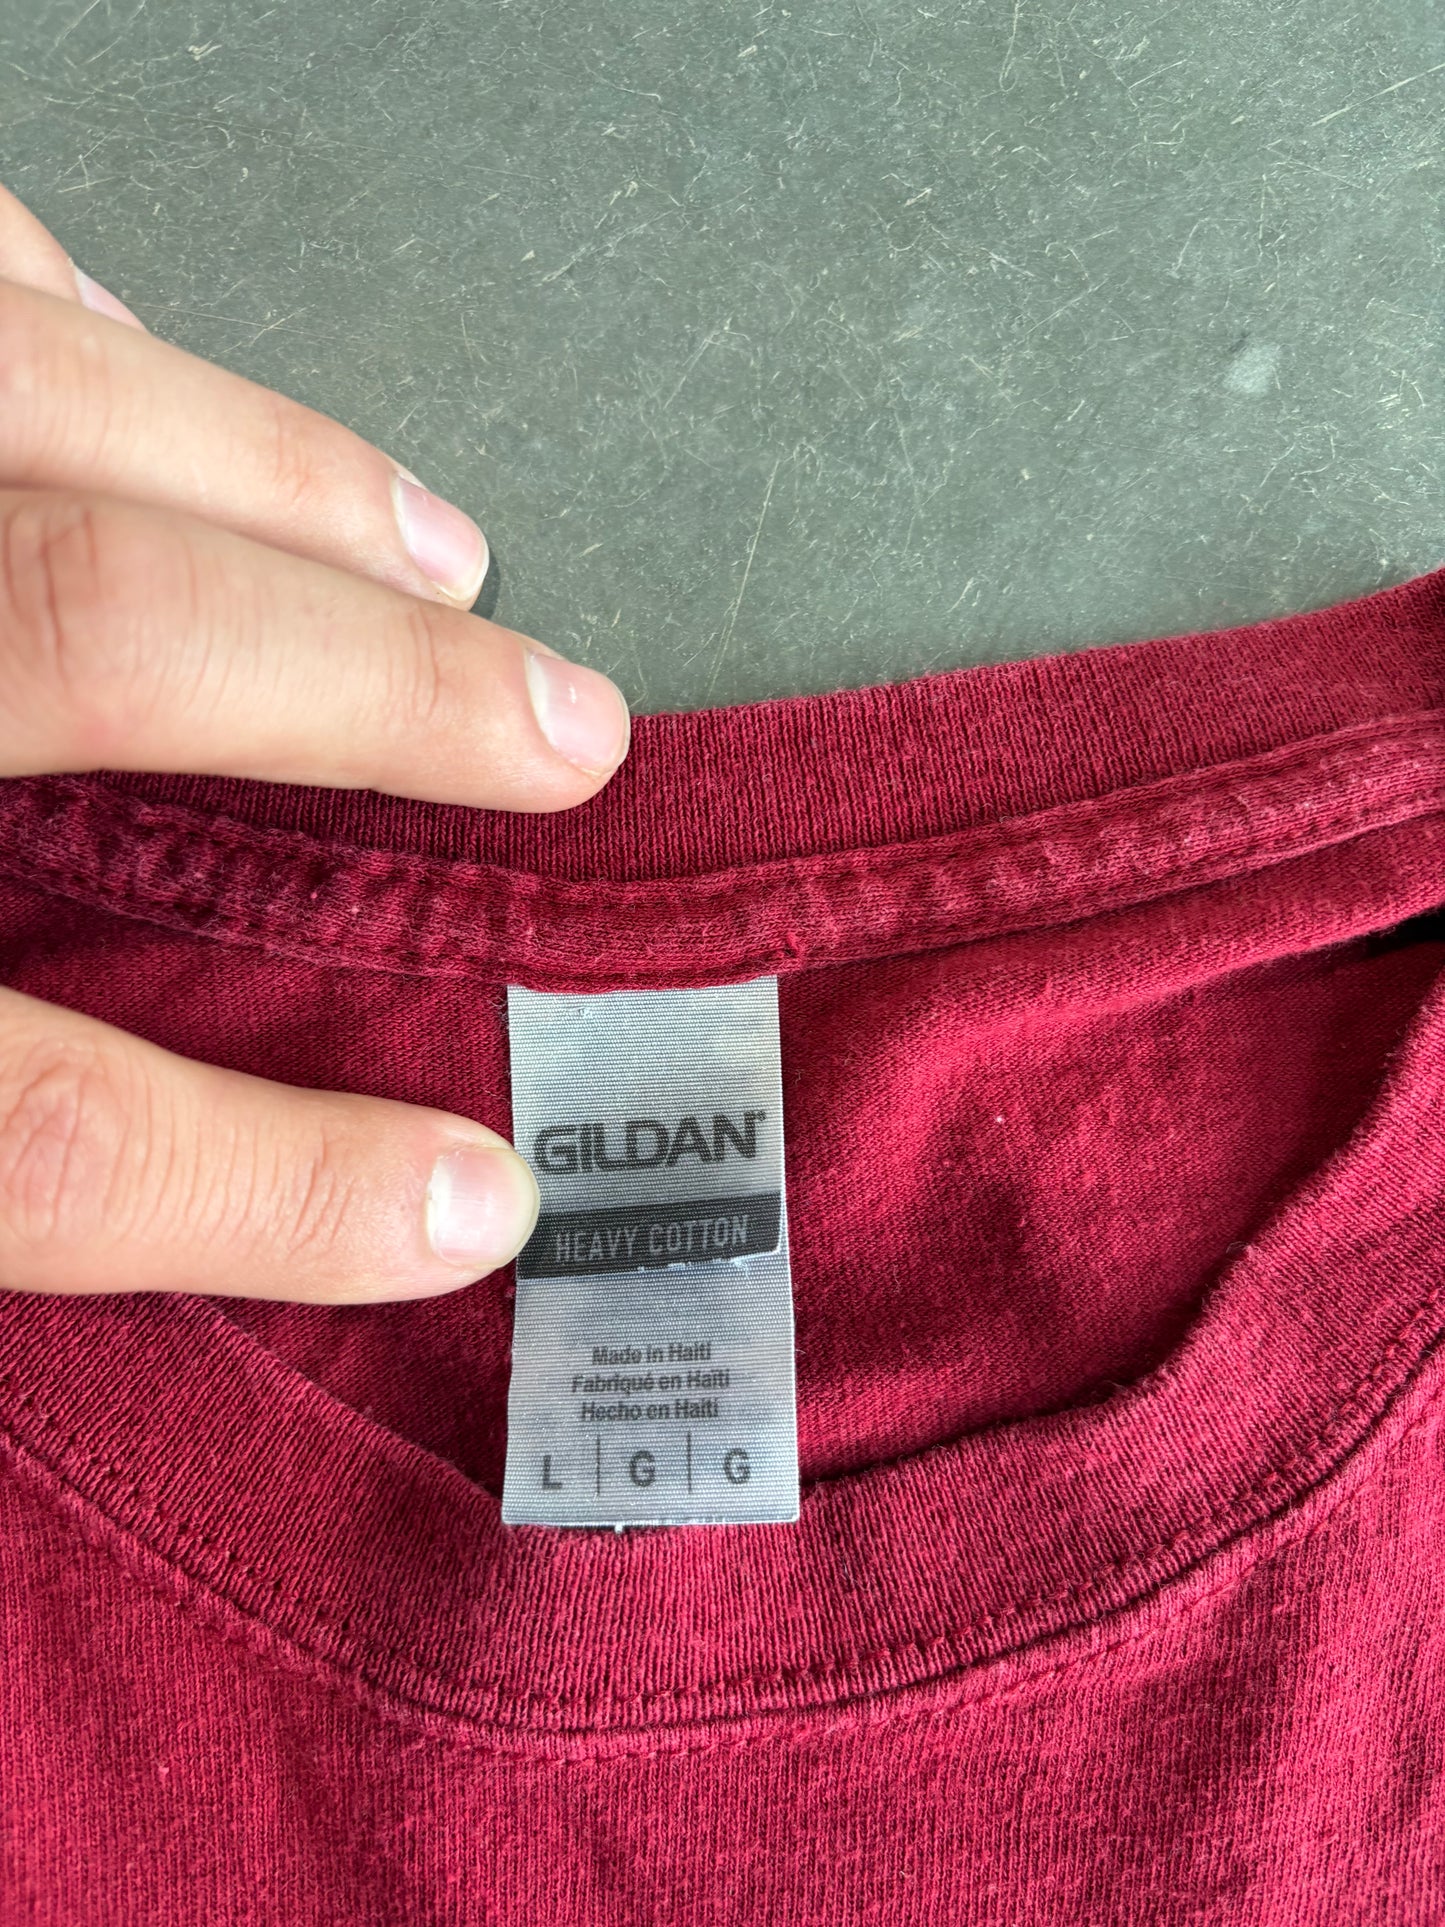 GILDAN®
HEAVY COTTON
Made in Haiti
Fabriqué en Haïti
Hecho en Haití
L | G | G